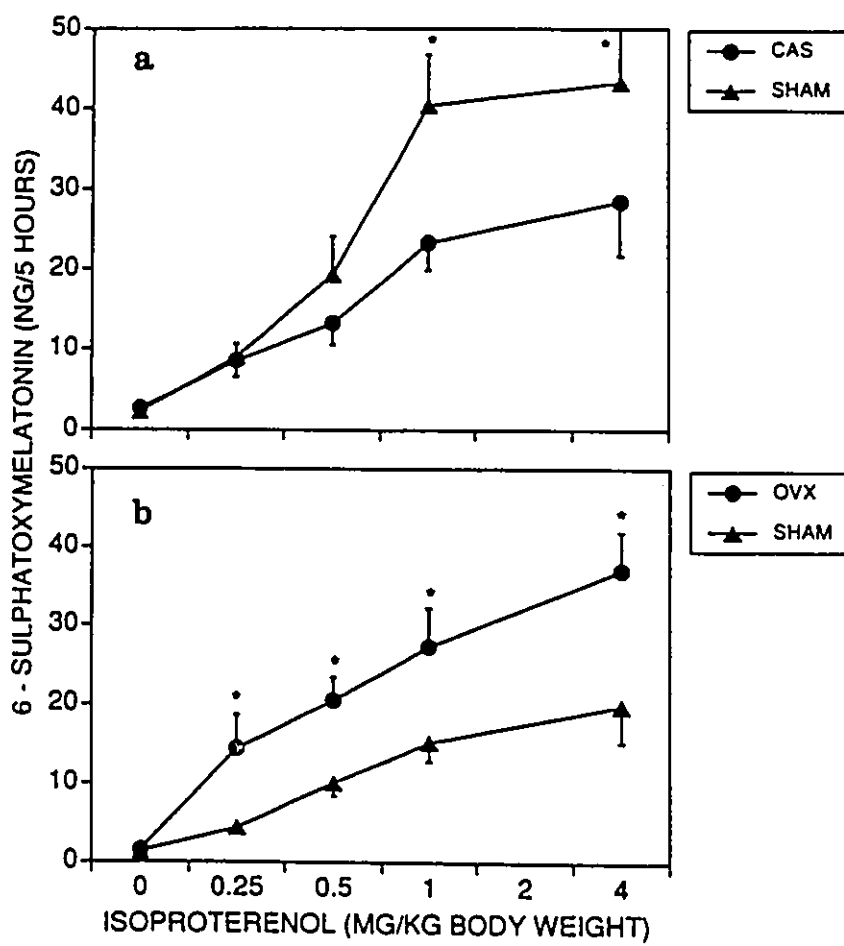 50
a
40
30
20
10
0
CAS
SHAM
50
b
40
30
20
10
0
OVX
SHAM
0 0.25 0.5 1 2 4
ISOPROTERENOL (MG/KG BODY WEIGHT)
6 - SULPHATOXYMELATONIN (NG/5 HOURS)